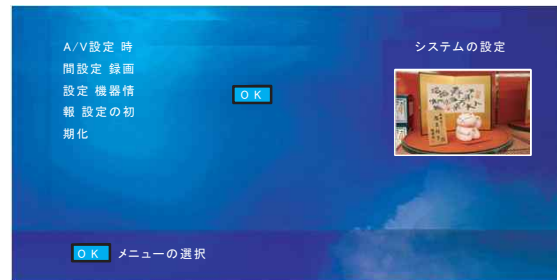 A/V設定 時
間設定 録画
設定 機器情
報 設定の初
期化
OK
システムの設定
OK メニューの選択